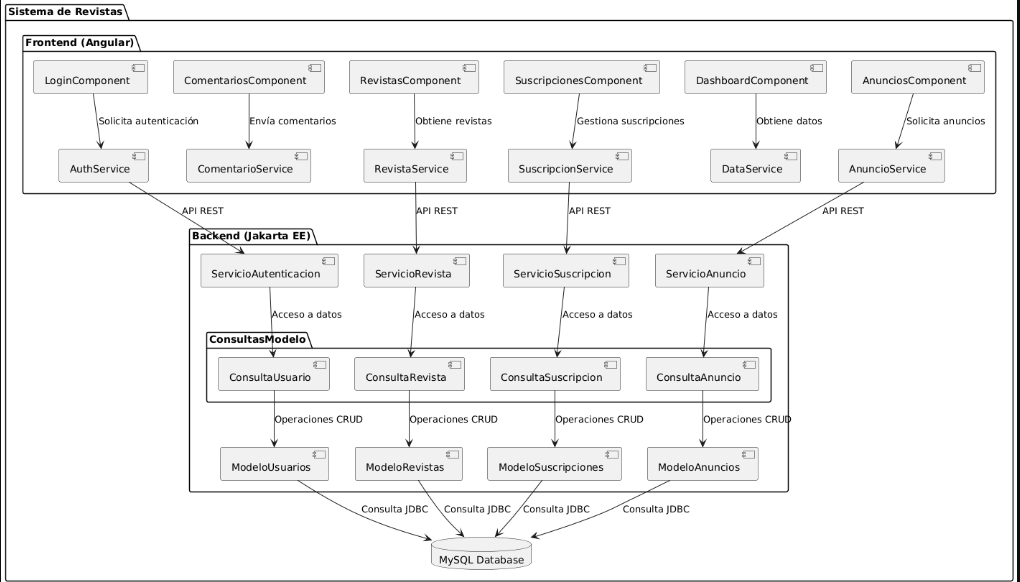 Sistema de Revistas
Frontend (Angular)
LoginComponent
ComentariosComponent
RevistasComponent
SuscripcionesComponent
DashboardComponent
AnunciosComponent
Solicita autenticación
Envía comentarios
Obtiene revistas
Gestiona suscripciones
Obtiene datos
Solicita anuncios
AuthService
ComentarioService
RevistaService
SuscripcionService
DataService
AnuncioService
API REST
API REST
API REST
API REST
Backend (Jakarta EE)
ServicioAutenticacion
ServicioRevista
ServicioSuscripcion
ServicioAnuncio
Acceso a datos
Acceso a datos
Acceso a datos
Acceso a datos
ConsultasModelo
ConsultaUsuario
ConsultaRevista
ConsultaSuscripcion
ConsultaAnuncio
Operaciones CRUD
Operaciones CRUD
Operaciones CRUD
Operaciones CRUD
ModeloUsuarios
ModeloRevistas
ModeloSuscripciones
ModeloAnuncios
Consulta JDBC
Consulta JDBC
Consulta JDBC
Consulta JDBC
MySQL Database